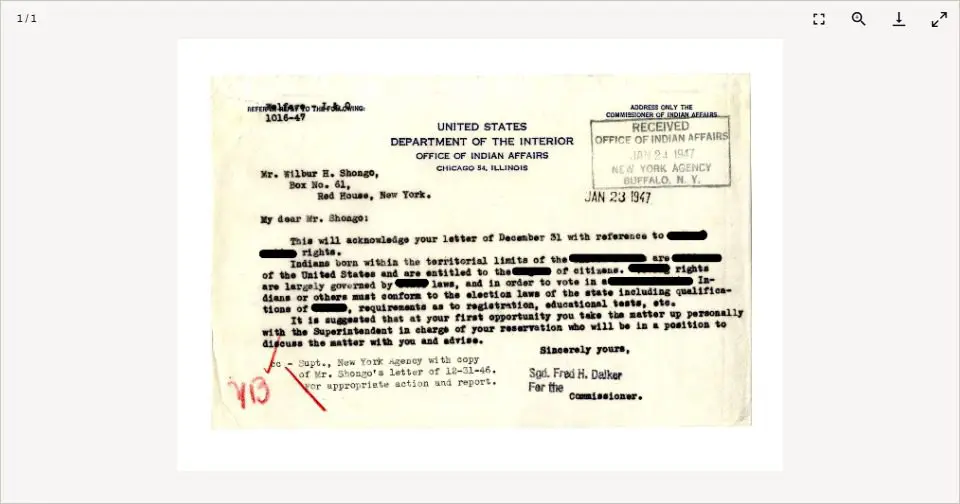 1 / 1
Welfare I & O
REFER IN REPLY TO THE FOLLOWING:
1016-47
ADDRESS ONLY THE
COMMISSIONER OF INDIAN AFFAIRS
UNITED STATES
DEPARTMENT OF THE INTERIOR
OFFICE OF INDIAN AFFAIRS
CHICAGO 54, ILLINOIS
RECEIVED
OFFICE OF INDIAN AFFAIRS
JAN 24 1947
NEW YORK AGENCY
BUFFALO, N. Y.
JAN 23 1947
Mr. Wilbur H. Shongo,
Box No. 61,
Red House, New York.
My dear Mr. Shongo:
This will acknowledge your letter of December 31 with reference to
rights.
Indians born within the territorial limits of the are
of the United States and are entitled to the of citizens. rights
are largely governed by laws, and in order to vote in a In-
dians or others must conform to the election laws of the state including qualifica-
tions of , requirements as to registration, educational tests, etc.
It is suggested that at your first opportunity you take the matter up personally
with the Superintendent in charge of your reservation who will be in a position to
discuss the matter with you and advise.
Sincerely yours,
Sgd. Fred H. Daiker
For the
Commissioner.
cc - Supt., New York Agency with copy
of Mr. Shongo's letter of 12-31-46.
For appropriate action and report.